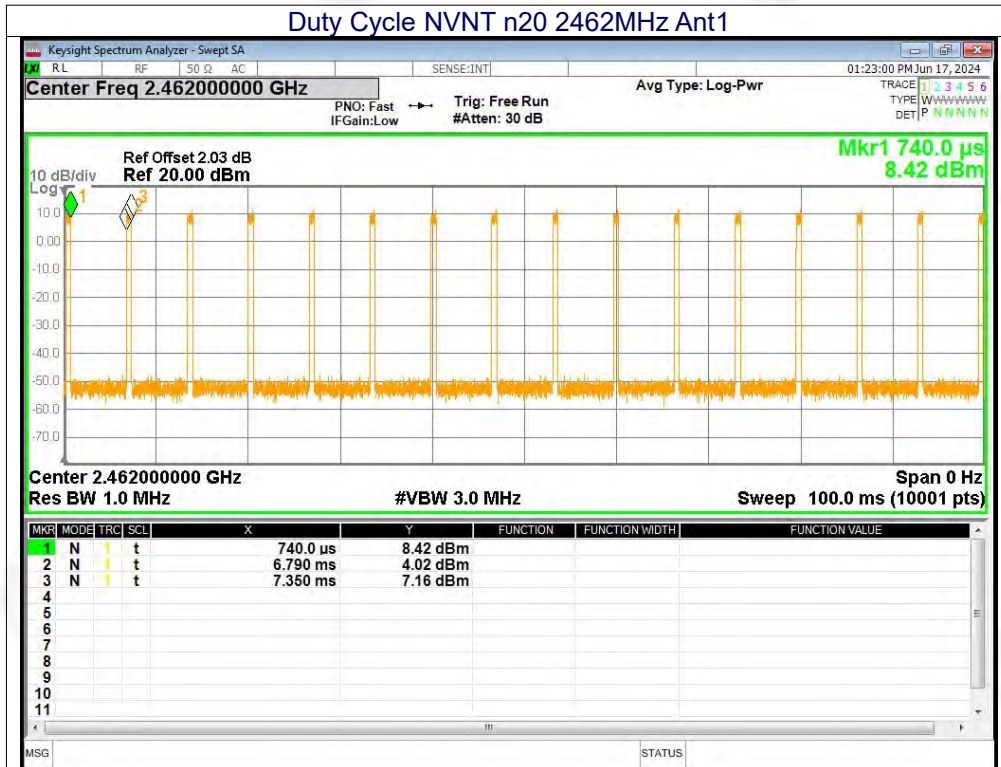 Duty Cycle NVNT n20 2462MHz Ant1
Keysight Spectrum Analyzer - Swept SA
LXI RL RF 50 Ω AC SENSE:INT 01:23:00 PM Jun 17, 2024
Center Freq 2.462000000 GHz Avg Type: Log-Pwr TRACE 1 2 3 4 5 6
PNO: Fast Trig: Free Run TYPE WWWWWW
IFGain:Low #Atten: 30 dB DET P N N N N N
Mkr1 740.0 µs
Ref Offset 2.03 dB
10 dB/div Ref 20.00 dBm 8.42 dBm
Log
1 2 3
10.0
0.00
-10.0
-20.0
-30.0
-40.0
-50.0
-60.0
-70.0
Center 2.462000000 GHz Span 0 Hz
Res BW 1.0 MHz #VBW 3.0 MHz Sweep 100.0 ms (10001 pts)
MKR MODE TRC SCL X Y FUNCTION FUNCTION WIDTH FUNCTION VALUE
1 N 1 t 740.0 µs 8.42 dBm
2 N 1 t 6.790 ms 4.02 dBm
3 N 1 t 7.350 ms 7.16 dBm
4
5
6
7
8
9
10
11
MSG STATUS